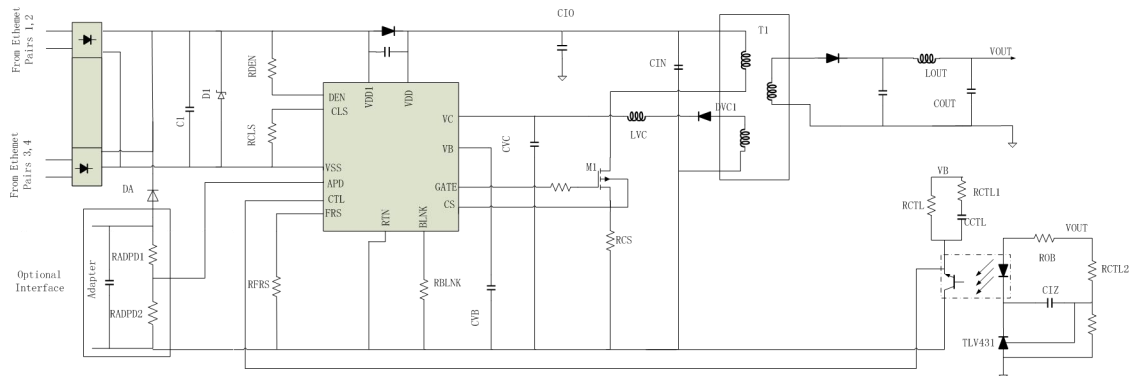 From Ethemet
Pairs 1,2
From Ethemet
Pairs 3,4
C1
D1
RDEN
RCLS
DEN
CLS
VDD1
VDD
VSS
APD
CTL
FRS
RTN
BLNK
VC
VB
GATE
CS
CIO
CIN
T1
LVC
DVC1
CVC
M1
RCS
LOUT
VOUT
COUT
DA
Optional
Interface
Adapter
RADPD1
RADPD2
RFRS
RBLNK
CVB
VB
RCTL
RCTL1
CCTL
VOUT
ROB
RCTL2
CIZ
TLV431